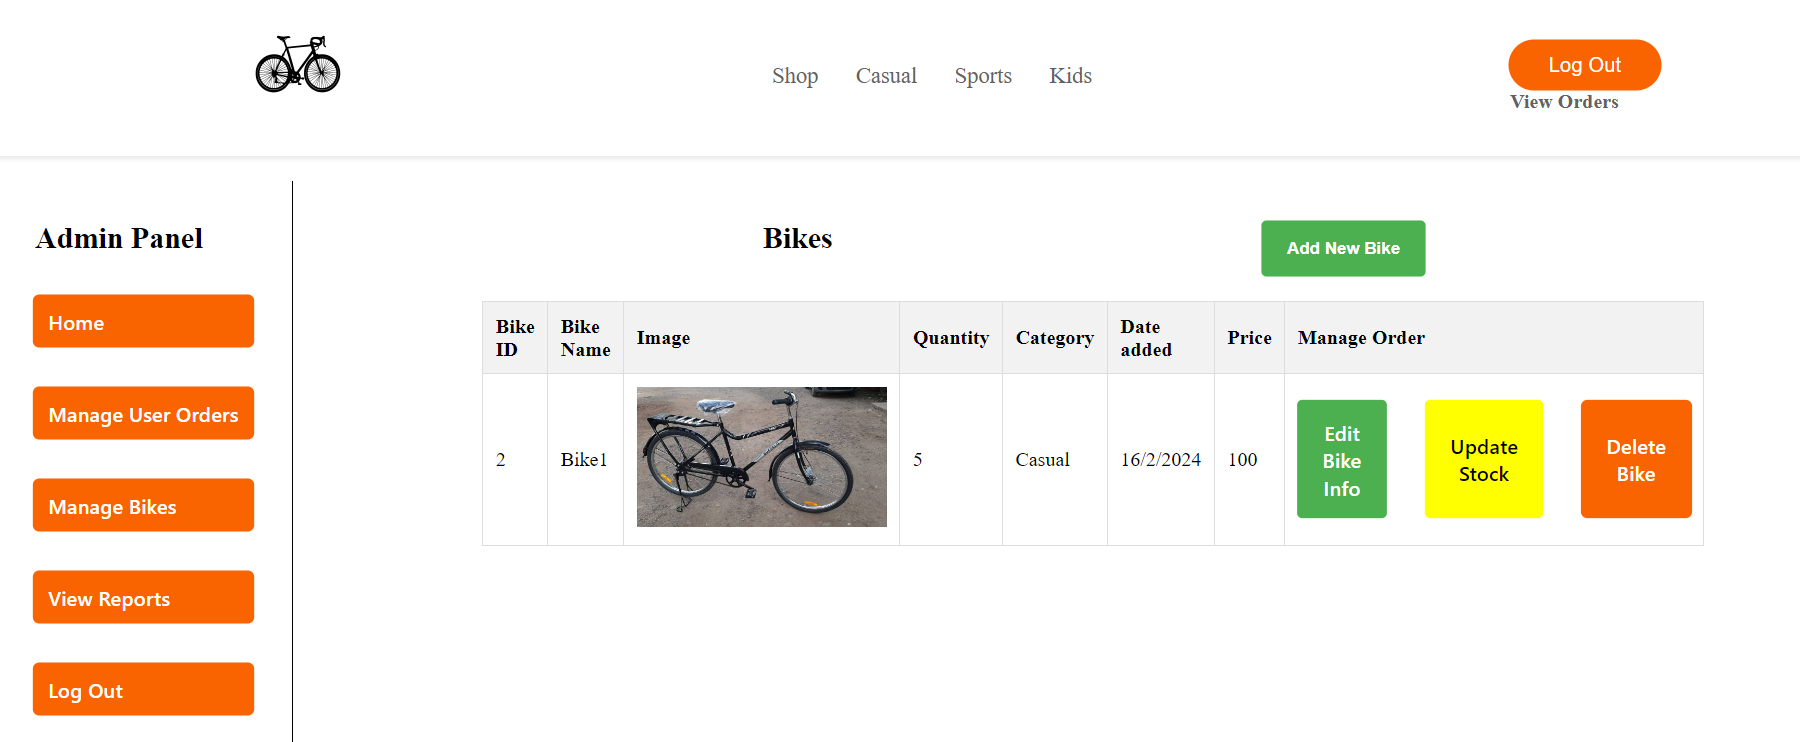 Shop Casual Sports Kids
Log Out
View Orders
Admin Panel
Home
Manage User Orders
Manage Bikes
View Reports
Log Out
Bikes
Add New Bike
Bike ID Bike Name Image Quantity Category Date added Price Manage Order
2 Bike1 5 Casual 16/2/2024 100
Edit
Bike
Info
Update
Stock
Delete
Bike